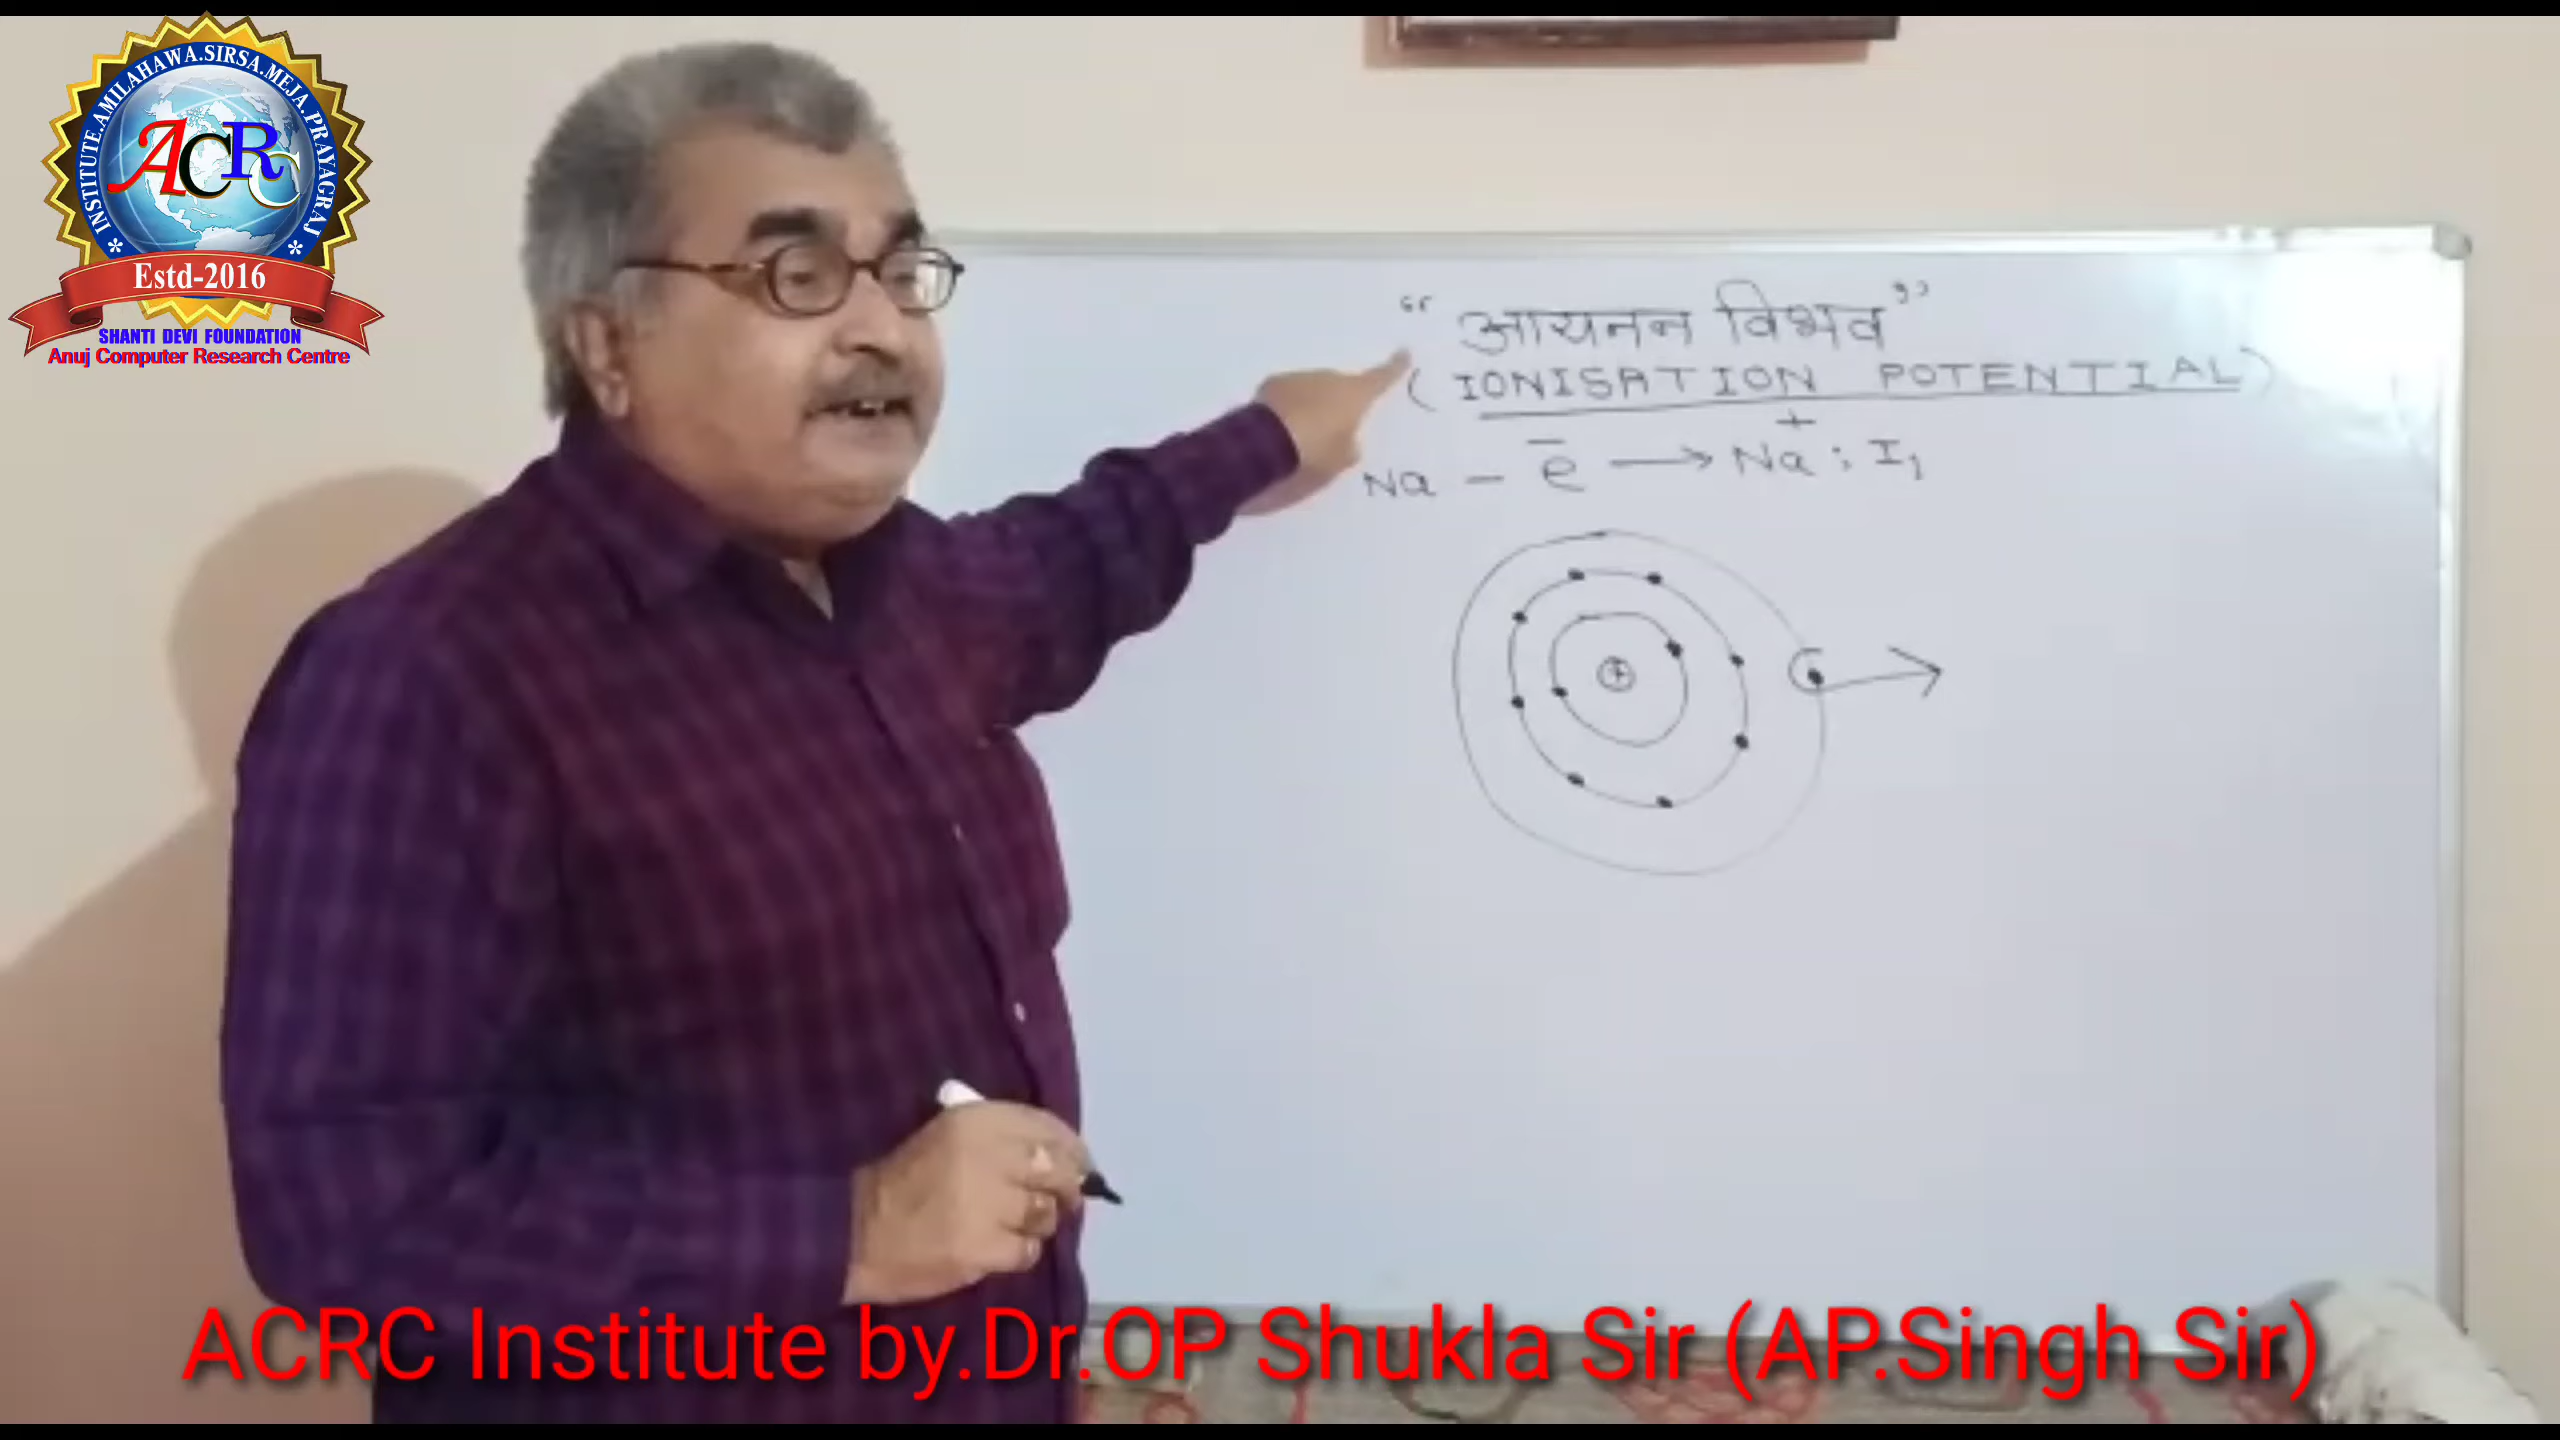 INSTITUTE.AMILAHAWA.SIRSA.MEJA.PRAYAGRAJ
ACRC
Estd-2016
SHANTI DEVI FOUNDATION
Anuj Computer Research Centre
“आयनन विभव”
(IONISATION POTENTIAL)
Na - e⁻ → Na⁺ ; I₁
+
ACRC Institute by.Dr.OP Shukla Sir (AP.Singh Sir)